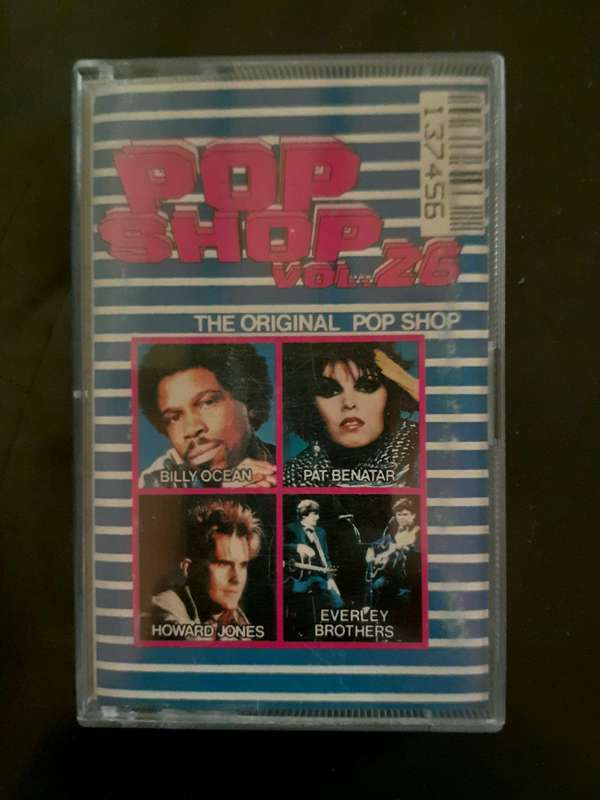 137456
POP
SHOP
VOL. 26
THE ORIGINAL POP SHOP
BILLY OCEAN
PAT BENATAR
HOWARD JONES
EVERLEY
BROTHERS